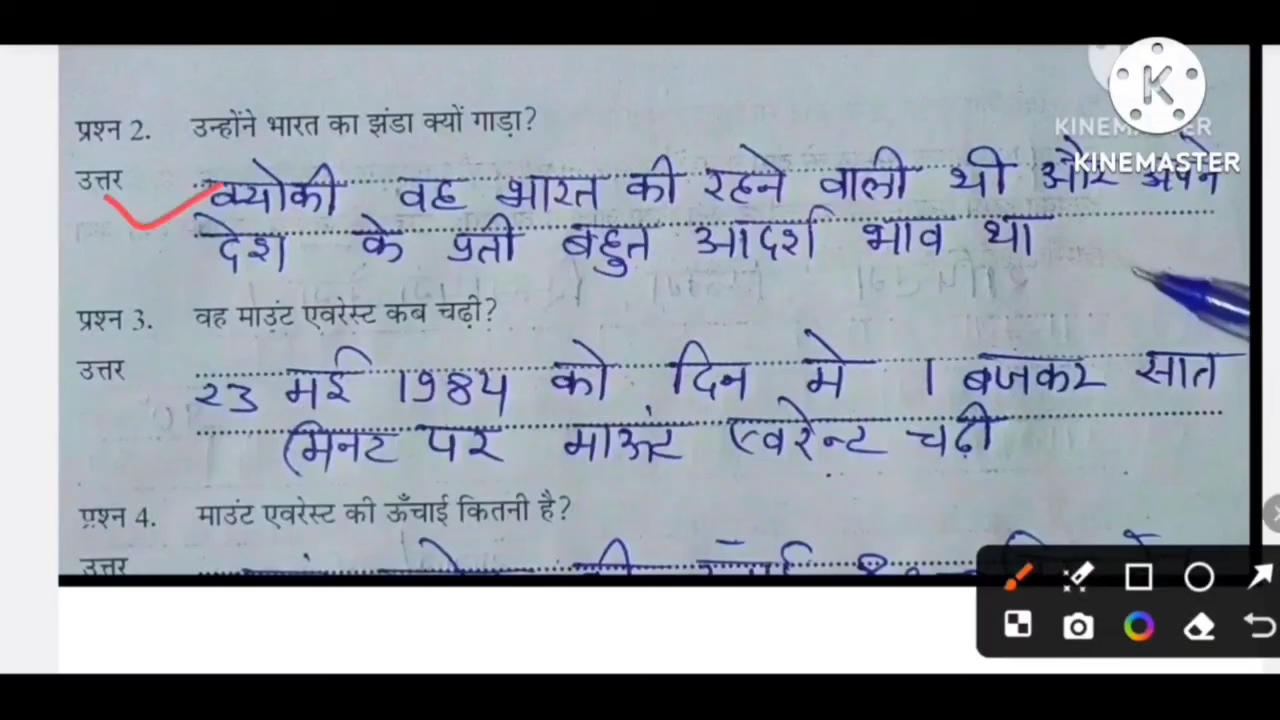 KINEMASTER
KINEMASTER
प्रश्न 2. उन्होंने भारत का झंडा क्यों गाड़ा?
उत्तर क्योकी वह भारत की रहने वाली थी और अपने
देश के प्रती बहुत आदर्श भाव था
प्रश्न 3. वह माउंट एवरेस्ट कब चढ़ी?
उत्तर 23 मई 1984 को दिन मे 1 बजकर सात
मिनट पर माऊंट एवरेन्ट चढ़ी
प्रश्न 4. माउंट एवरेस्ट की ऊँचाई कितनी है?
उत्तर